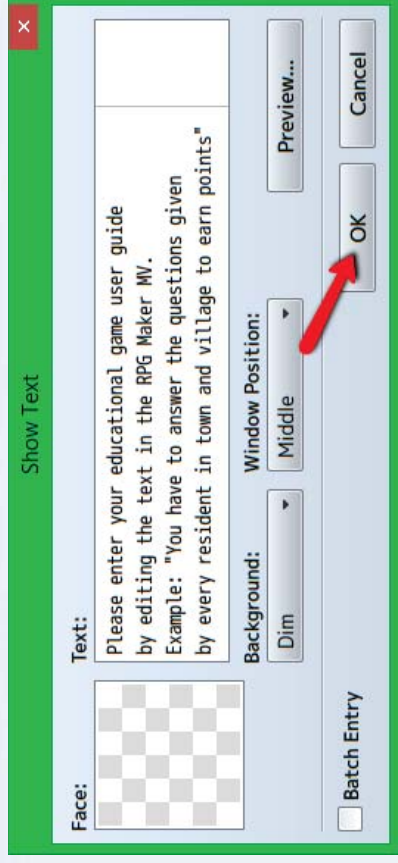 Show Text
×
Face:
Text:
Please enter your educational game user guide
by editing the text in the RPG Maker MV.
Example: "You have to answer the questions given
by every resident in town and village to earn points"
Background:
Window Position:
Dim
Middle
Preview...
Batch Entry
OK
Cancel